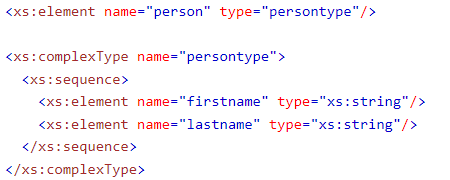 <xs:element name="person" type="persontype"/>
<xs:complexType name="persontype">
<xs:sequence>
<xs:element name="firstname" type="xs:string"/>
<xs:element name="lastname" type="xs:string"/>
</xs:sequence>
</xs:complexType>